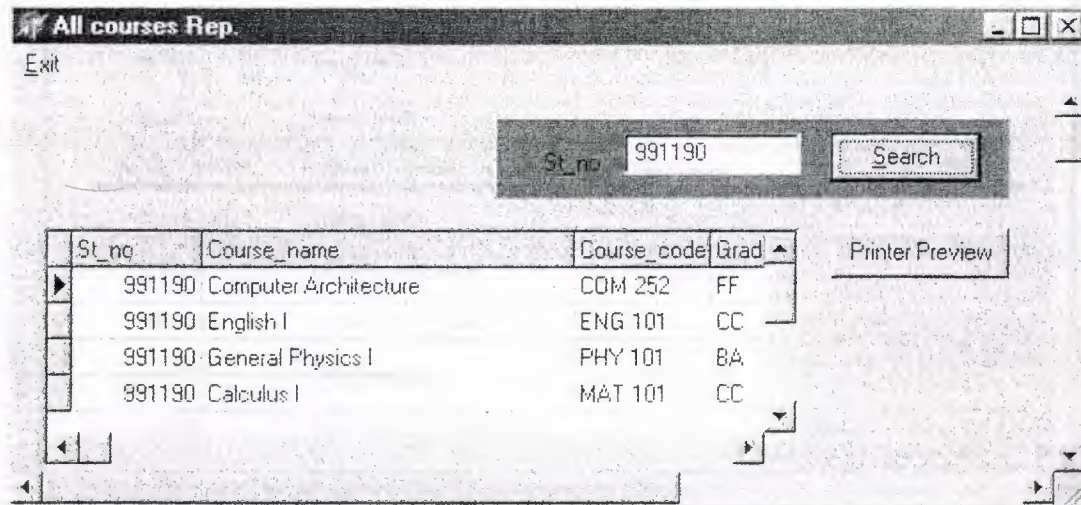 All courses Rep.
Exit
St_no 991190 Search
St_no Course_name Course_code Grad
Printer Preview
991190 Computer Architecture COM 252 FF
991190 English I ENG 101 CC
991190 General Physics I PHY 101 BA
991190 Calculus I MAT 101 CC